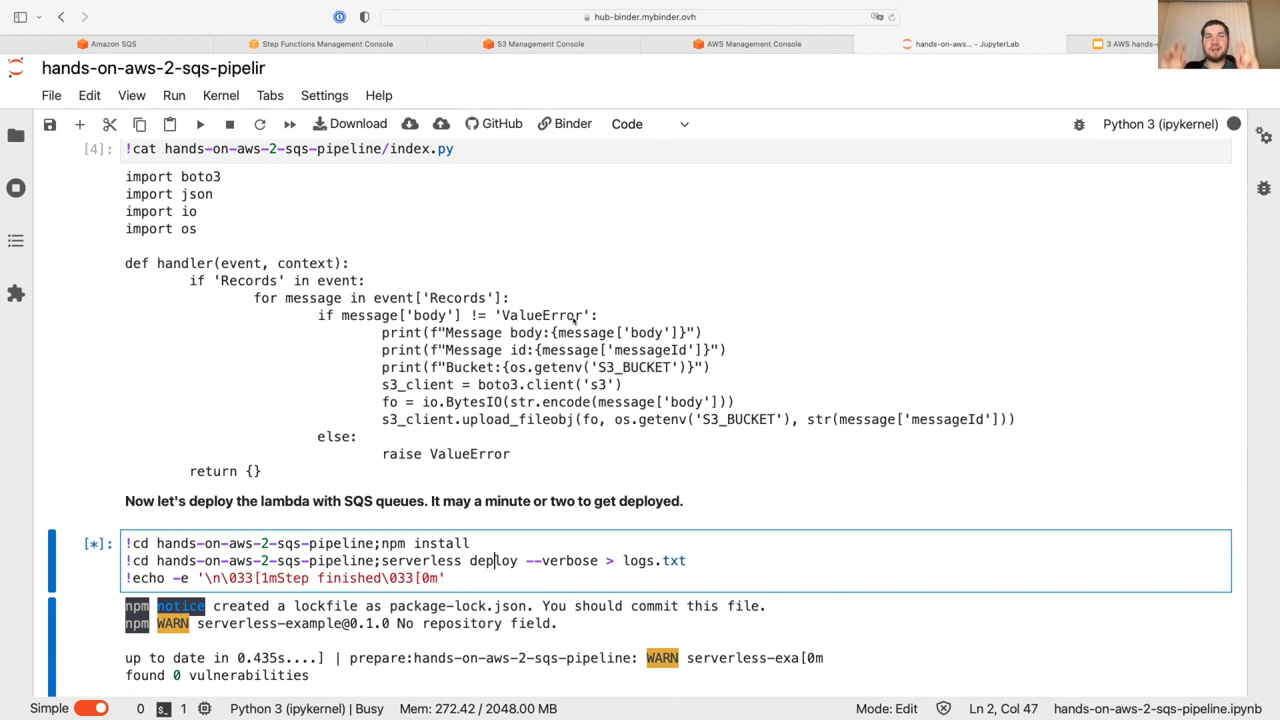 hub-binder.mybinder.ovh
Amazon SQS
Step Functions Management Console
S3 Management Console
AWS Management Console
hands-on-aws... - JupyterLab
3 AWS hands-
hands-on-aws-2-sqs-pipelir
File Edit View Run Kernel Tabs Settings Help
Download GitHub Binder Code Python 3 (ipykernel)
[4]: !cat hands-on-aws-2-sqs-pipeline/index.py
import boto3
import json
import io
import os
def handler(event, context):
if 'Records' in event:
for message in event['Records']:
if message['body'] != 'ValueError':
print(f"Message body:{message['body']}")
print(f"Message id:{message['messageId']}")
print(f"Bucket:{os.getenv('S3_BUCKET')}")
s3_client = boto3.client('s3')
fo = io.BytesIO(str.encode(message['body']))
s3_client.upload_fileobj(fo, os.getenv('S3_BUCKET'), str(message['messageId']))
else:
raise ValueError
return {}
Now let's deploy the lambda with SQS queues. It may a minute or two to get deployed.
[*]: !cd hands-on-aws-2-sqs-pipeline;npm install
!cd hands-on-aws-2-sqs-pipeline;serverless deploy --verbose > logs.txt
!echo -e '\n\033[1mStep finished\033[0m'
npm notice created a lockfile as package-lock.json. You should commit this file.
npm WARN serverless-example@0.1.0 No repository field.
up to date in 0.435s....] | prepare:hands-on-aws-2-sqs-pipeline: WARN serverless-exa[0m
found 0 vulnerabilities
Simple 0 1 Python 3 (ipykernel) | Busy Mem: 272.42 / 2048.00 MB Mode: Edit Ln 2, Col 47 hands-on-aws-2-sqs-pipeline.ipynb